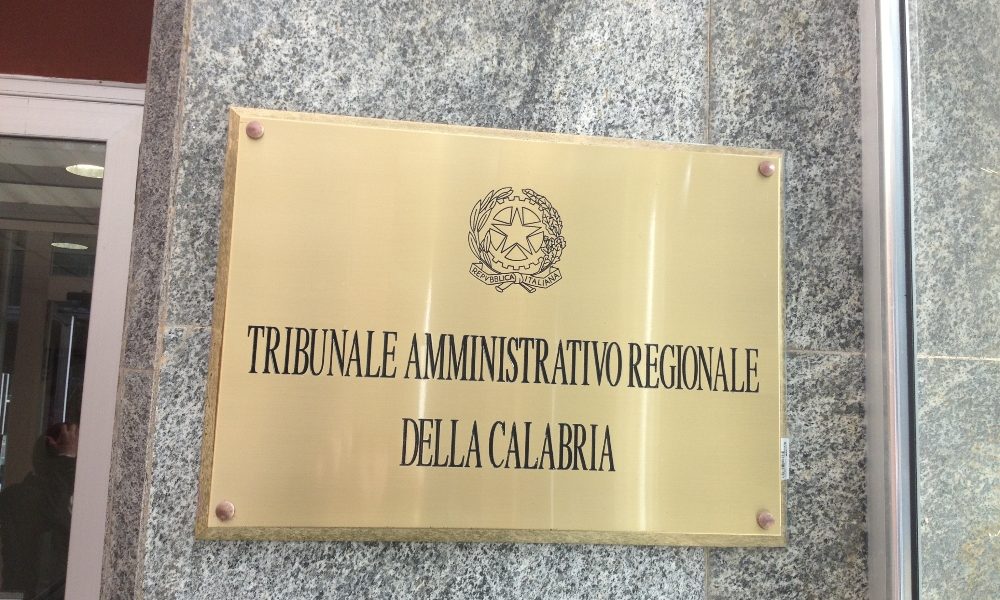 REPVBBLICA ITALIANA
TRIBUNALE AMMINISTRATIVO REGIONALE
DELLA CALABRIA